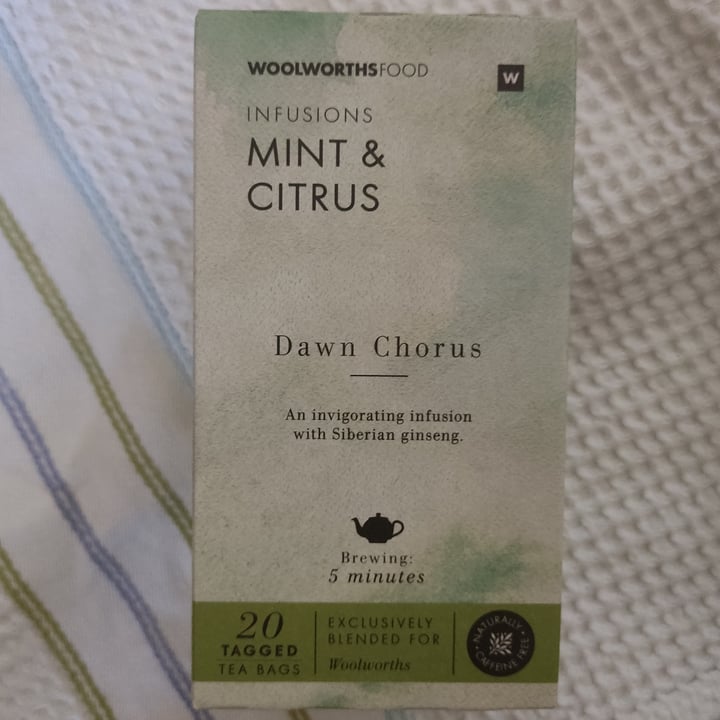 WOOLWORTHSFOOD
W
INFUSIONS
MINT &
CITRUS
Dawn Chorus
An invigorating infusion
with Siberian ginseng.
Brewing:
5 minutes
20
TAGGED
TEA BAGS
EXCLUSIVELY
BLENDED FOR
Woolworths
NATURALLY
CAFFEINE FREE